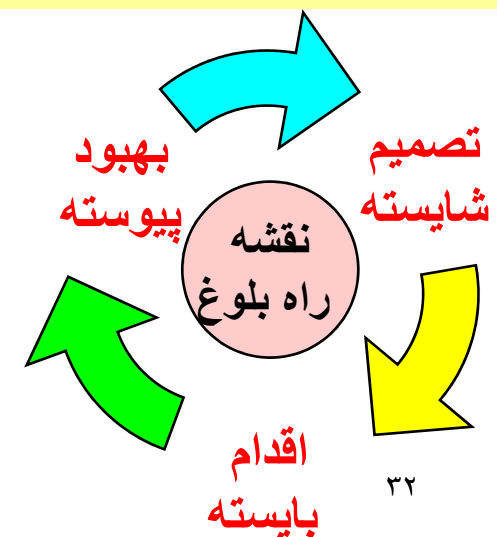 تصمیم
شایسته
بهبود
پیوسته
نقشه
راه بلوغ
اقدام
بایسته
۳۲